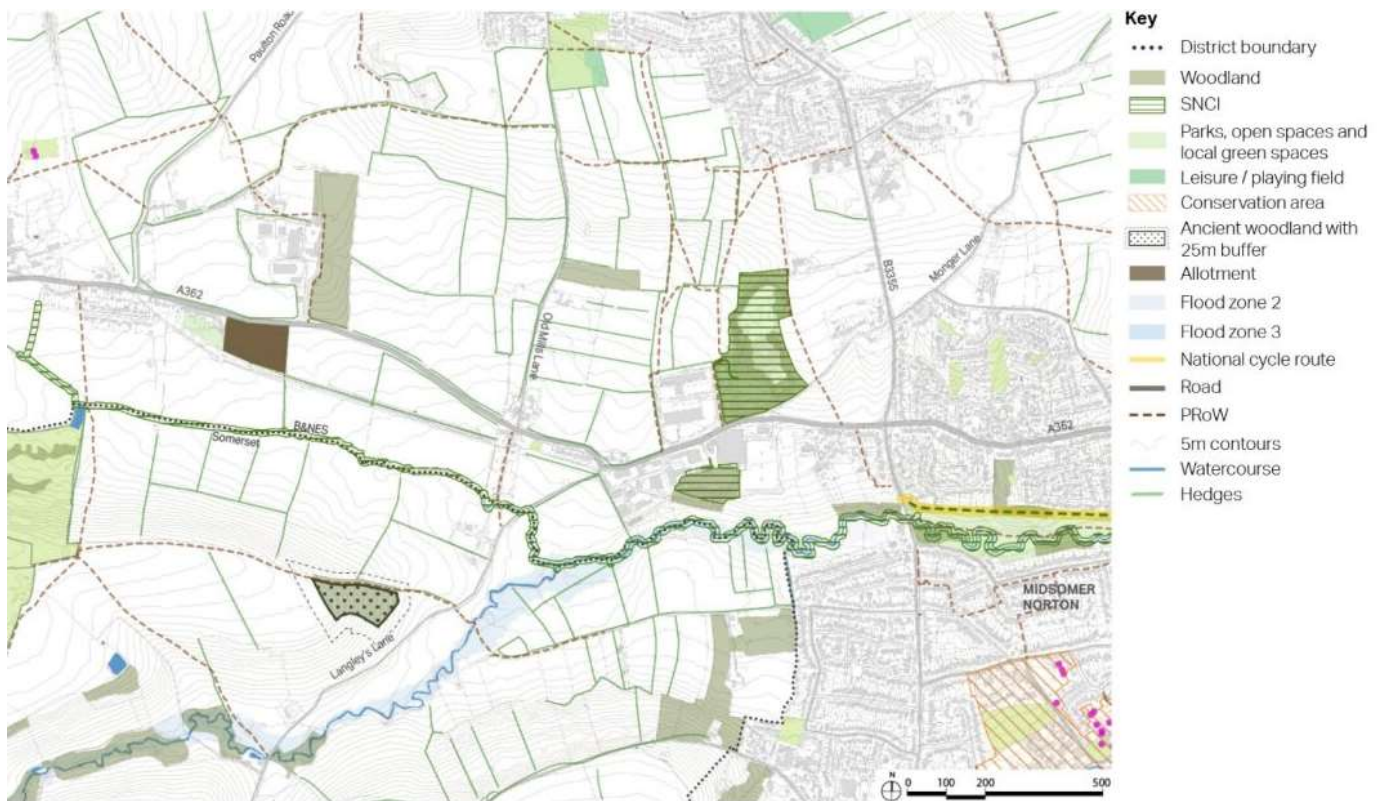 Paulton Road
A362
Old Mills Lane
B3355
Monger Lane
B&NES
Somerset
A362
Langley's Lane
MIDSOMER
NORTON
N
0 100 200 500
Key
District boundary
Woodland
SNCI
Parks, open spaces and
local green spaces
Leisure / playing field
Conservation area
Ancient woodland with
25m buffer
Allotment
Flood zone 2
Flood zone 3
National cycle route
Road
PRoW
5m contours
Watercourse
Hedges